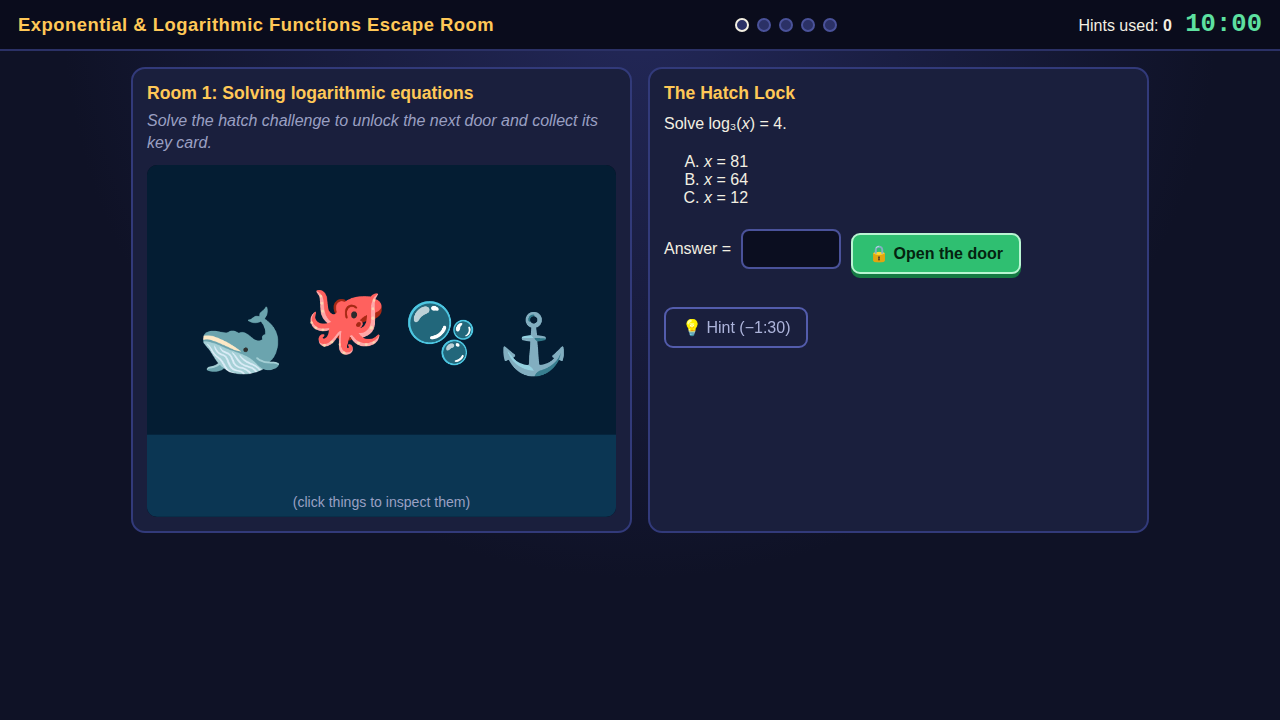 Exponential & Logarithmic Functions Escape Room
Hints used: 0 10:00
Room 1: Solving logarithmic equations
Solve the hatch challenge to unlock the next door and collect its
key card.
(click things to inspect them)
The Hatch Lock
Solve log₃(x) = 4.
A. x = 81
B. x = 64
C. x = 12
Answer =
🔒 Open the door
💡 Hint (−1:30)